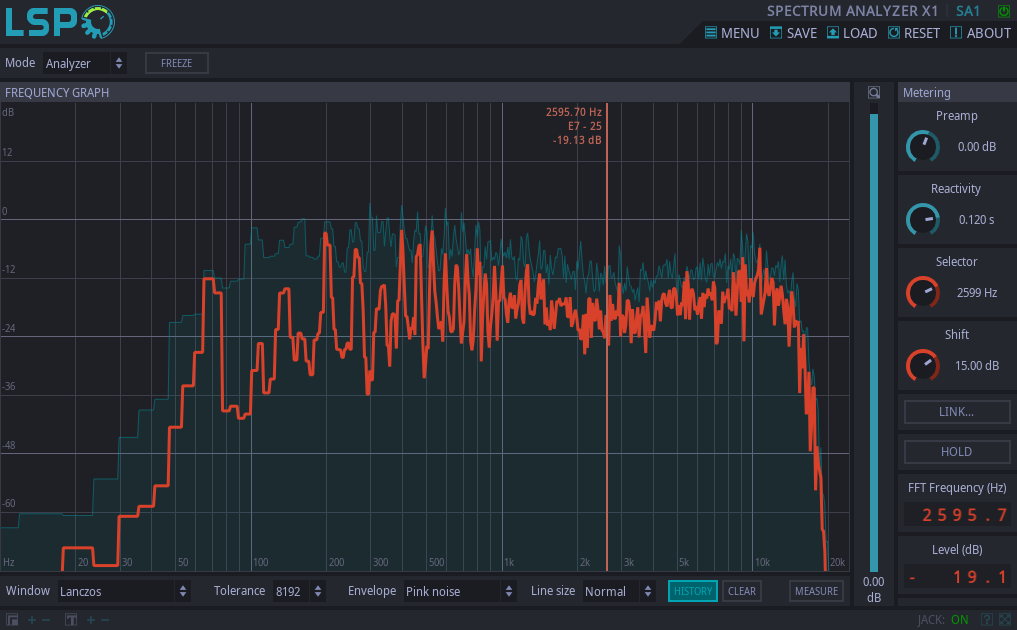 LSP
SPECTRUM ANALYZER X1 SA1
MENU SAVE LOAD RESET ABOUT
Mode Analyzer FREEZE
FREQUENCY GRAPH
Metering
dB
2595.70 Hz
E7 - 25
-19.13 dB
12
0
-12
-24
-36
-48
-60
Hz 20 30 50 100 200 300 500 1k 2k 3k 5k 10k 20k
Preamp
0.00 dB
Reactivity
0.120 s
Selector
2599 Hz
Shift
15.00 dB
LINK...
HOLD
FFT Frequency (Hz)
2595.7
Level (dB)
- 19.1
0.00
dB
Window Lanczos Tolerance 8192 Envelope Pink noise Line size Normal HISTORY CLEAR MEASURE
JACK: ON